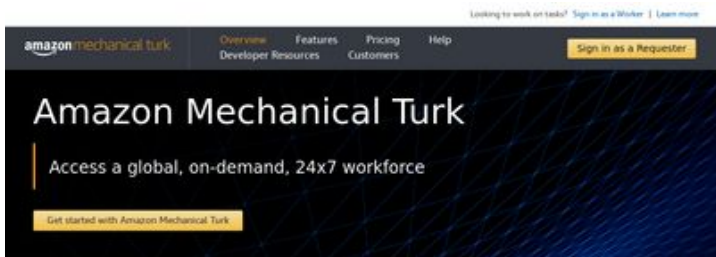 Looking to work on tasks? Sign in as a Worker | Learn more
amazon mechanical turk Overview Features Pricing Help Sign in as a Requester
Developer Resources Customers
Amazon Mechanical Turk
Access a global, on-demand, 24x7 workforce
Get started with Amazon Mechanical Turk